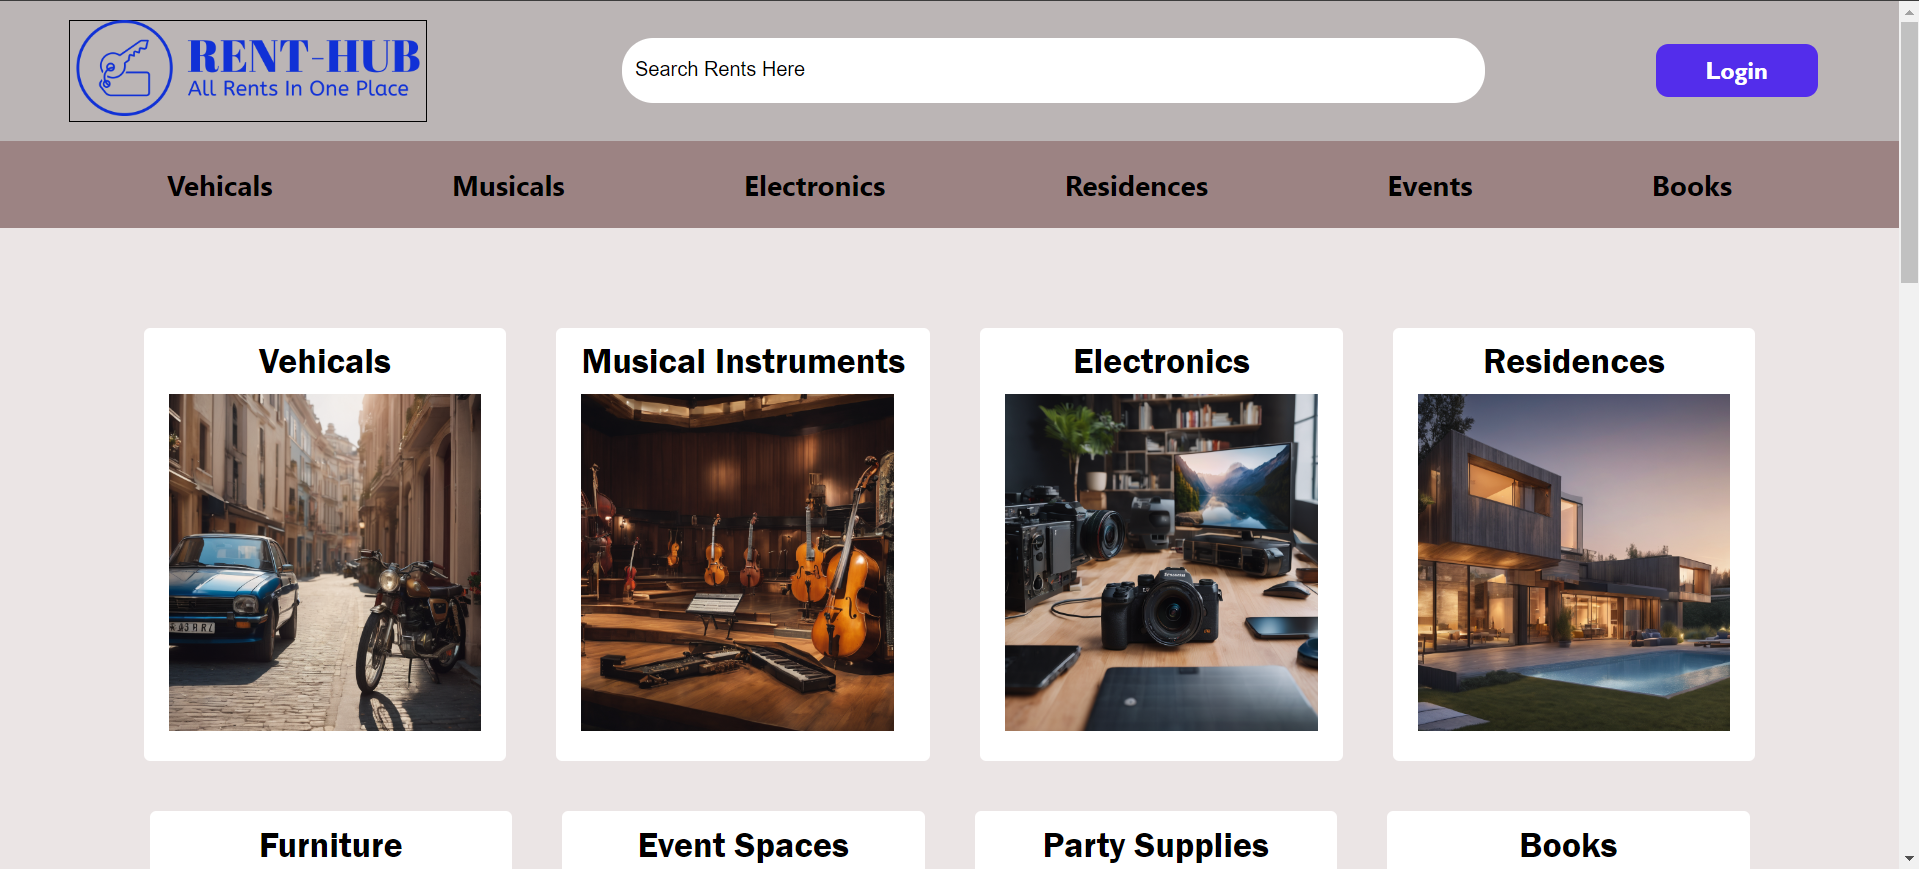 RENT-HUB
All Rents In One Place
Search Rents Here
Login
Vehicals Musicals Electronics Residences Events Books
Vehicals Musical Instruments Electronics Residences
Furniture Event Spaces Party Supplies Books